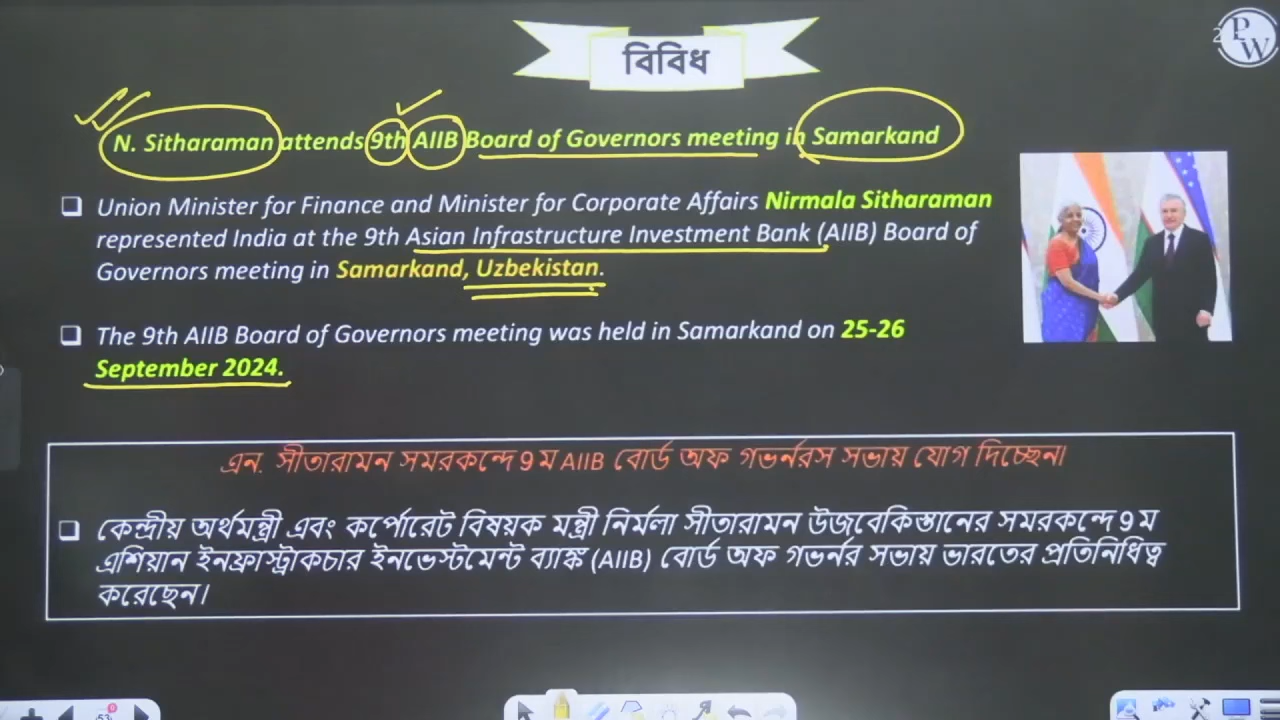 বিবিধ
PW
N. Sitharaman attends 9th AIIB Board of Governors meeting in Samarkand
Union Minister for Finance and Minister for Corporate Affairs Nirmala Sitharaman
represented India at the 9th Asian Infrastructure Investment Bank (AIIB) Board of
Governors meeting in Samarkand, Uzbekistan.
The 9th AIIB Board of Governors meeting was held in Samarkand on 25-26
September 2024.
এন. সীতারামন সমরকন্দে 9 ম AIIB বোর্ড অফ গভর্নরস সভায় যোগ দিচ্ছেন।
কেন্দ্রীয় অর্থমন্ত্রী এবং কর্পোরেট বিষয়ক মন্ত্রী নির্মলা সীতারামন উজবেকিস্তানের সমরকন্দে 9 ম
এশিয়ান ইনফ্রাস্ট্রাকচার ইনভেস্টমেন্ট ব্যাঙ্ক (AIIB) বোর্ড অফ গভর্নর সভায় ভারতের প্রতিনিধিত্ব
করেছেন।
53